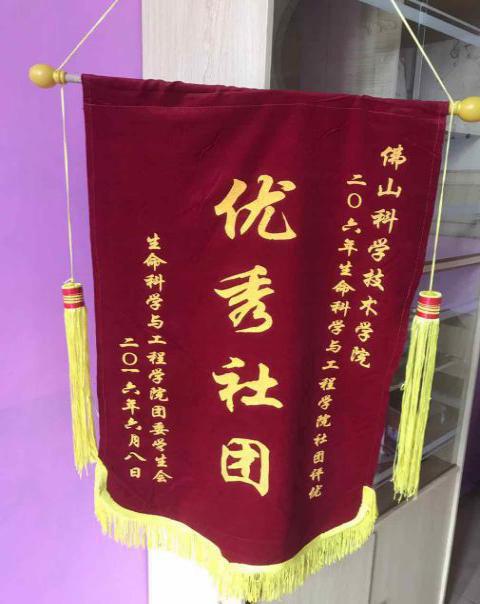 佛山科学技术学院
二〇六年生命科学与工程学院社团评优
优秀社团
生命科学与工程学院团委学生会
二〇一六年六月八日